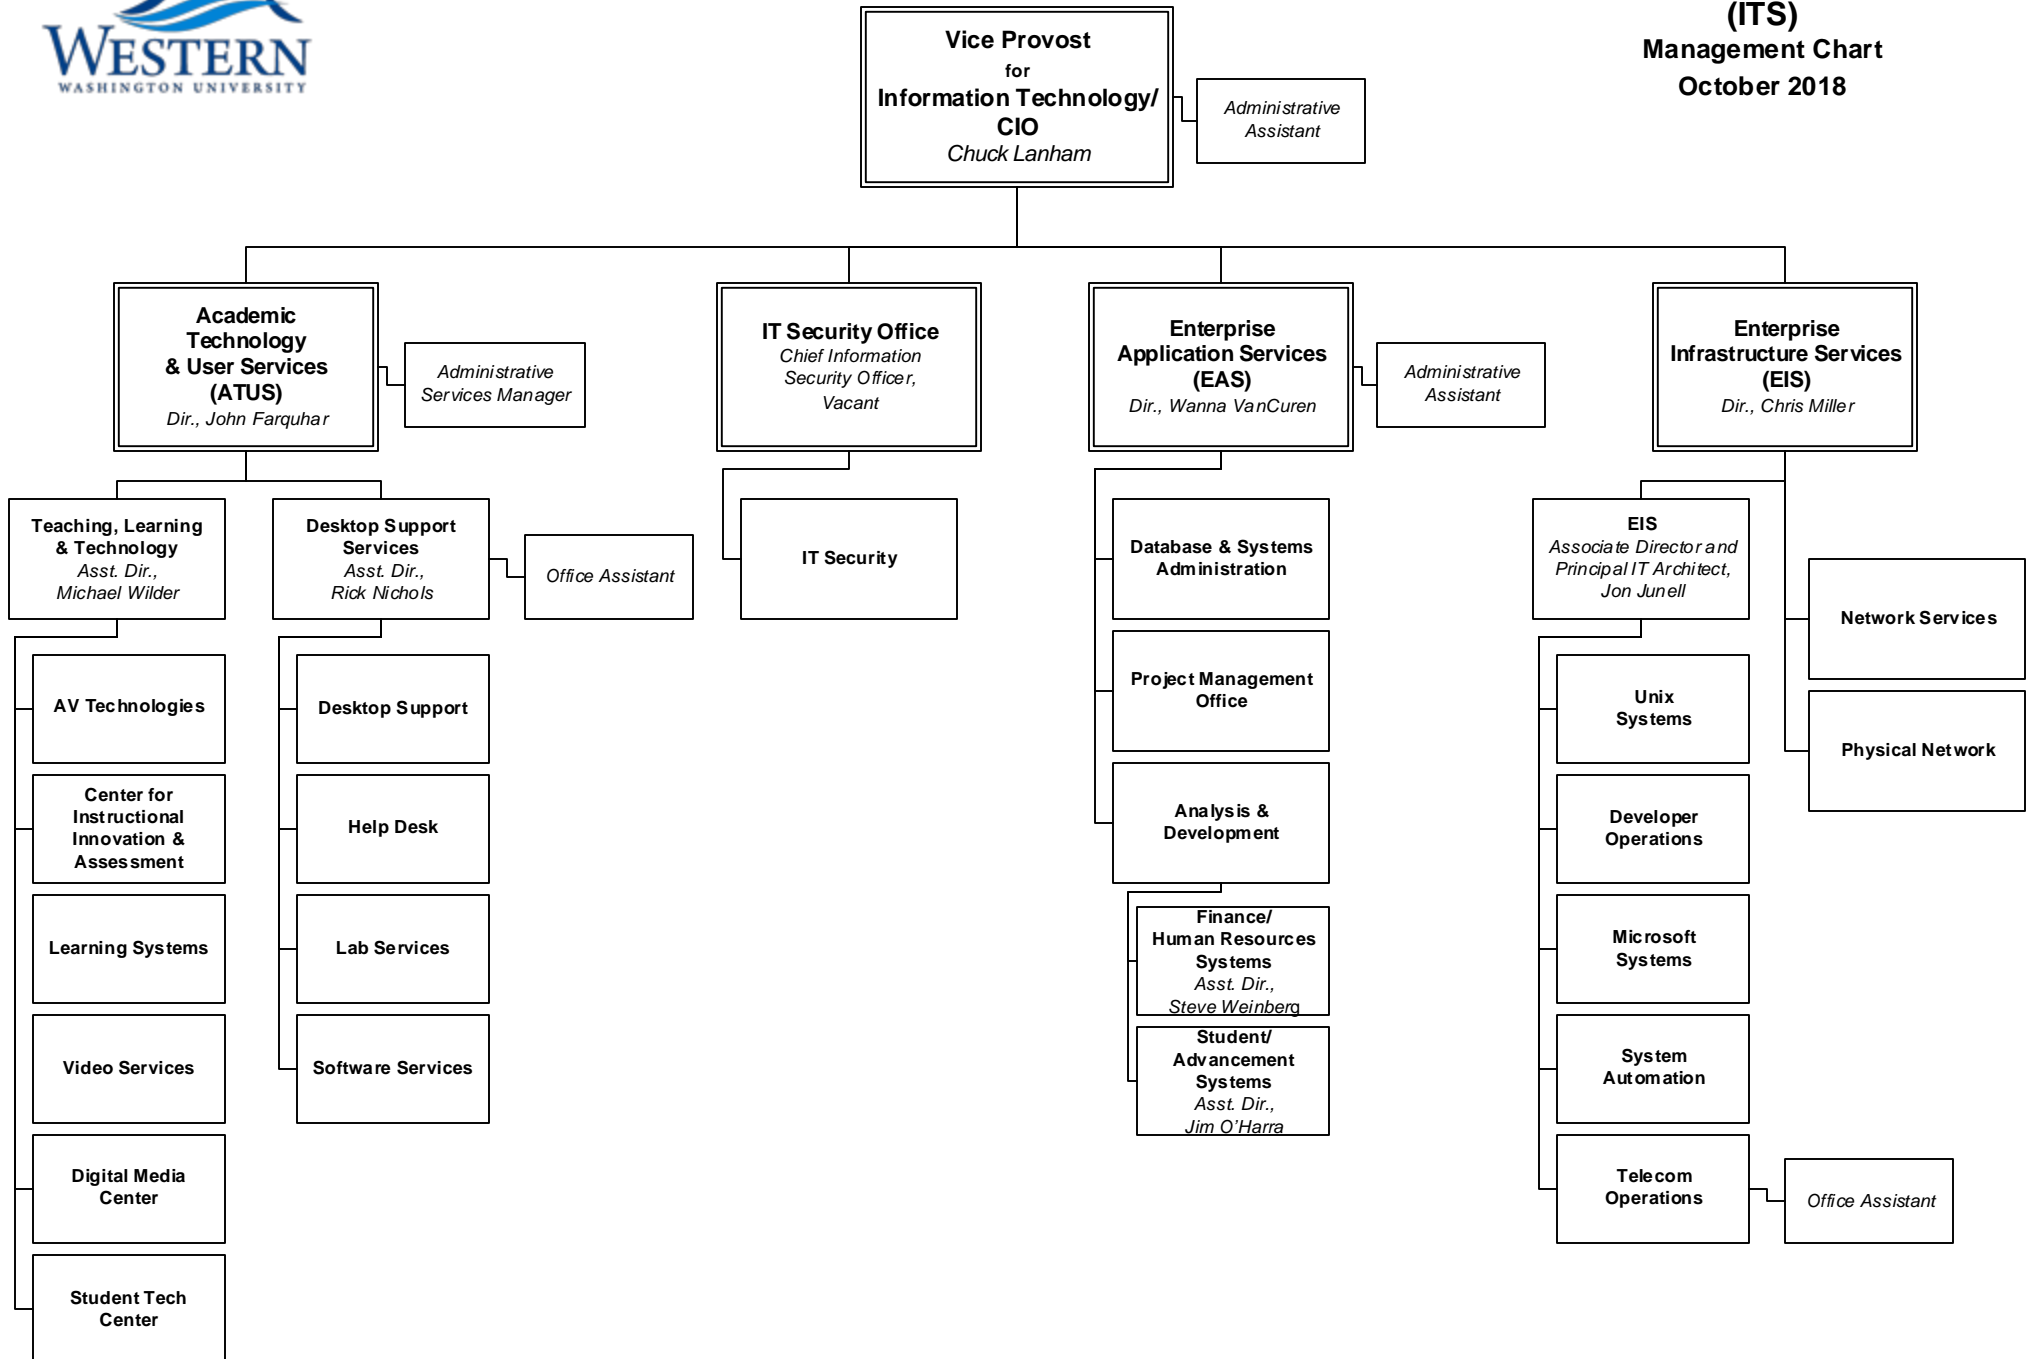 WESTERN
WASHINGTON UNIVERSITY
(ITS)
Management Chart
October 2018
Vice Provost
for
Information Technology/
CIO
Chuck Lanham
Administrative
Assistant
Academic
Technology
& User Services
(ATUS)
Dir., John Farquhar
Administrative
Services Manager
IT Security Office
Chief Information
Security Officer,
Vacant
Enterprise
Application Services
(EAS)
Dir., Wanna VanCuren
Administrative
Assistant
Enterprise
Infrastructure Services
(EIS)
Dir., Chris Miller
Teaching, Learning
& Technology
Asst. Dir.,
Michael Wilder
Desktop Support
Services
Asst. Dir.,
Rick Nichols
Office Assistant
IT Security
Database & Systems
Administration
EIS
Associate Director and
Principal IT Architect,
Jon Junell
Network Services
AV Technologies
Desktop Support
Project Management
Office
Unix
Systems
Physical Network
Center for
Instructional
Innovation &
Assessment
Help Desk
Analysis &
Development
Developer
Operations
Learning Systems
Lab Services
Finance/
Human Resources
Systems
Asst. Dir.,
Steve Weinberg
Microsoft
Systems
Video Services
Software Services
Student/
Advancement
Systems
Asst. Dir.,
Jim O'Harra
System
Automation
Digital Media
Center
Telecom
Operations
Office Assistant
Student Tech
Center